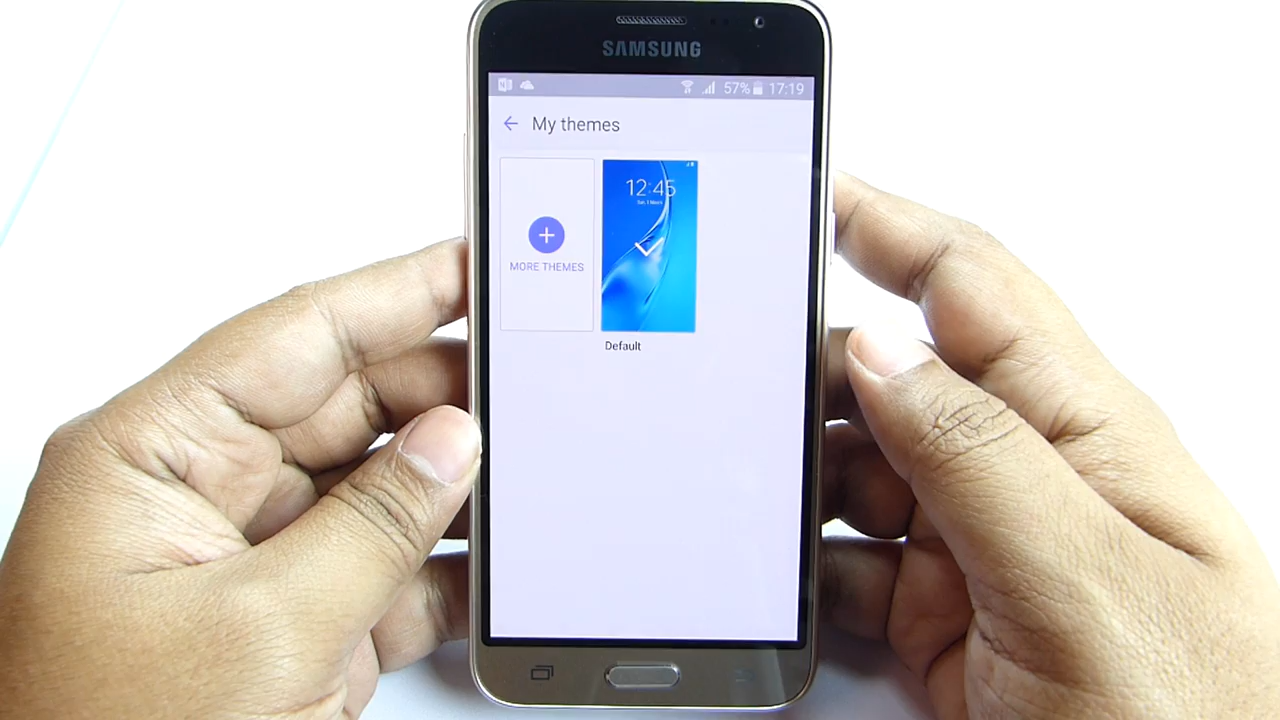 SAMSUNG
57% 17:19
My themes
12:45
MORE THEMES
Default